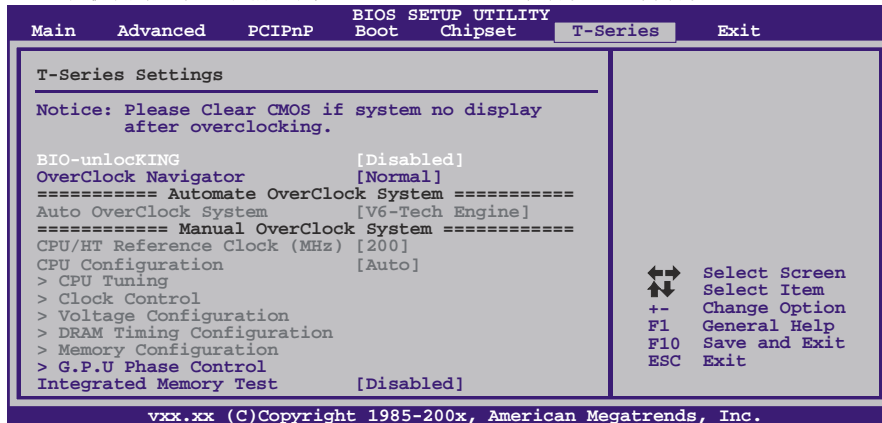 BIOS SETUP UTILITY
Main Advanced PCIPnP Boot Chipset T-Series Exit
T-Series Settings
Notice: Please Clear CMOS if system no display
after overclocking.
BIO-unlocKING [Disabled]
OverClock Navigator [Normal]
=========== Automate OverClock System ===========
Auto OverClock System [V6-Tech Engine]
============ Manual OverClock System ============
CPU/HT Reference Clock (MHz) [200]
CPU Configuration [Auto]
> CPU Tuning
> Clock Control
> Voltage Configuration
> DRAM Timing Configuration
> Memory Configuration
> G.P.U Phase Control
Integrated Memory Test [Disabled]
Select Screen
Select Item
+- Change Option
F1 General Help
F10 Save and Exit
ESC Exit
vxx.xx (C)Copyright 1985-200x, American Megatrends, Inc.